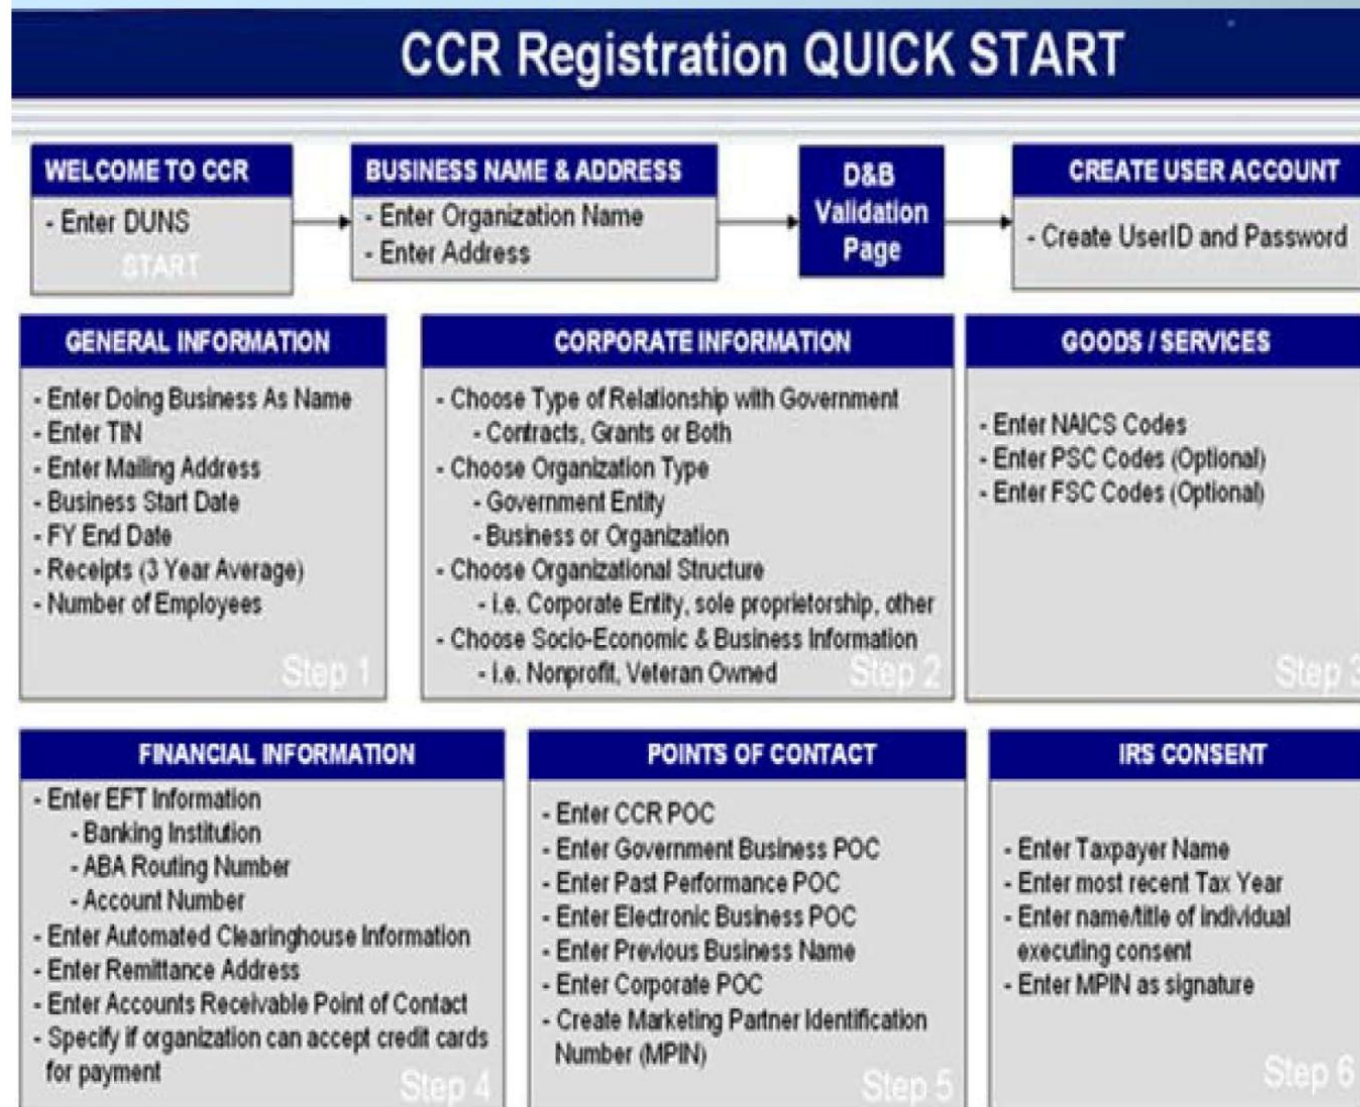 CCR Registration QUICK START
WELCOME TO CCR
- Enter DUNS
START
BUSINESS NAME & ADDRESS
- Enter Organization Name
- Enter Address
D&B
Validation
Page
CREATE USER ACCOUNT
- Create UserID and Password
GENERAL INFORMATION
- Enter Doing Business As Name
- Enter TIN
- Enter Mailing Address
- Business Start Date
- FY End Date
- Receipts (3 Year Average)
- Number of Employees
Step 1
CORPORATE INFORMATION
- Choose Type of Relationship with Government
- Contracts, Grants or Both
- Choose Organization Type
- Government Entity
- Business or Organization
- Choose Organizational Structure
- i.e. Corporate Entity, sole proprietorship, other
- Choose Socio-Economic & Business Information
- i.e. Nonprofit, Veteran Owned
Step 2
GOODS / SERVICES
- Enter NAICS Codes
- Enter PSC Codes (Optional)
- Enter FSC Codes (Optional)
Step 3
FINANCIAL INFORMATION
- Enter EFT Information
- Banking Institution
- ABA Routing Number
- Account Number
- Enter Automated Clearinghouse Information
- Enter Remittance Address
- Enter Accounts Receivable Point of Contact
- Specify if organization can accept credit cards
for payment
Step 4
POINTS OF CONTACT
- Enter CCR POC
- Enter Government Business POC
- Enter Past Performance POC
- Enter Electronic Business POC
- Enter Previous Business Name
- Enter Corporate POC
- Create Marketing Partner Identification
Number (MPIN)
Step 5
IRS CONSENT
- Enter Taxpayer Name
- Enter most recent Tax Year
- Enter name/title of individual
executing consent
- Enter MPIN as signature
Step 6